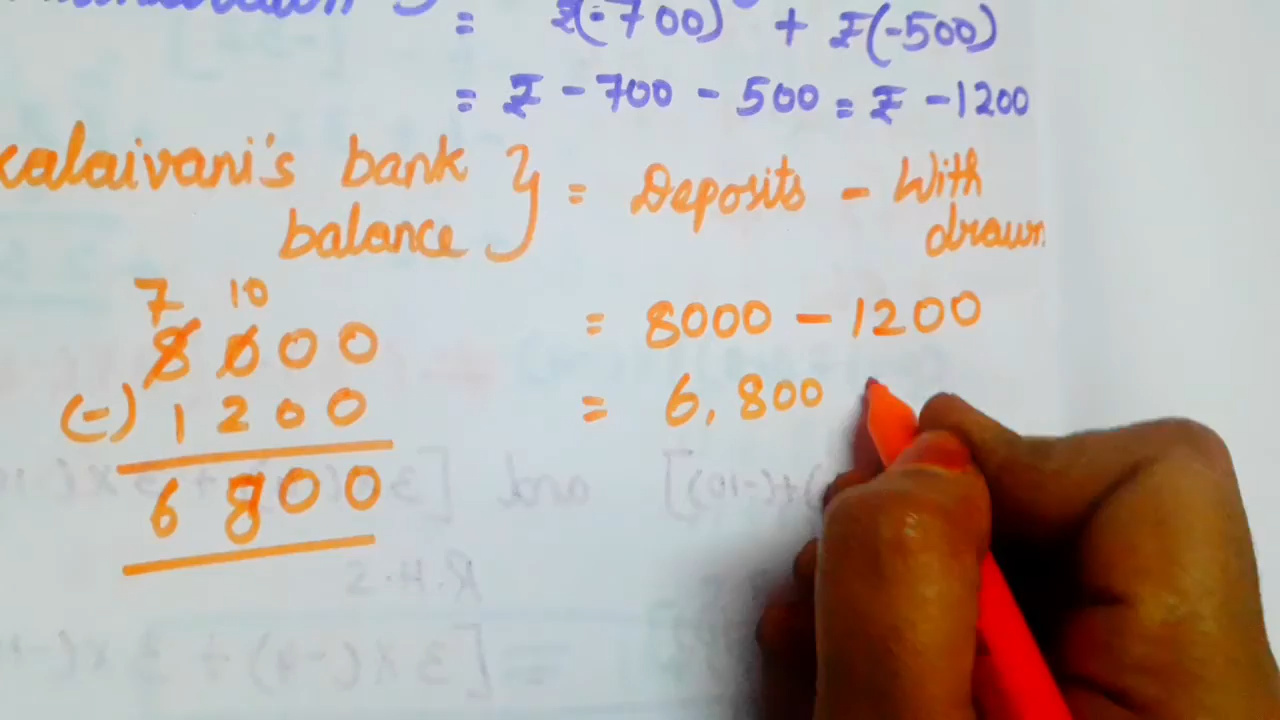 = ₹(-700) + ₹(-500)
= ₹ - 700 - 500 = ₹ - 1200
kalaivani's bank balance } = Deposits - With drawn
= 8000 - 1200
= 6,800
7 10
8000
(-) 1200
6800